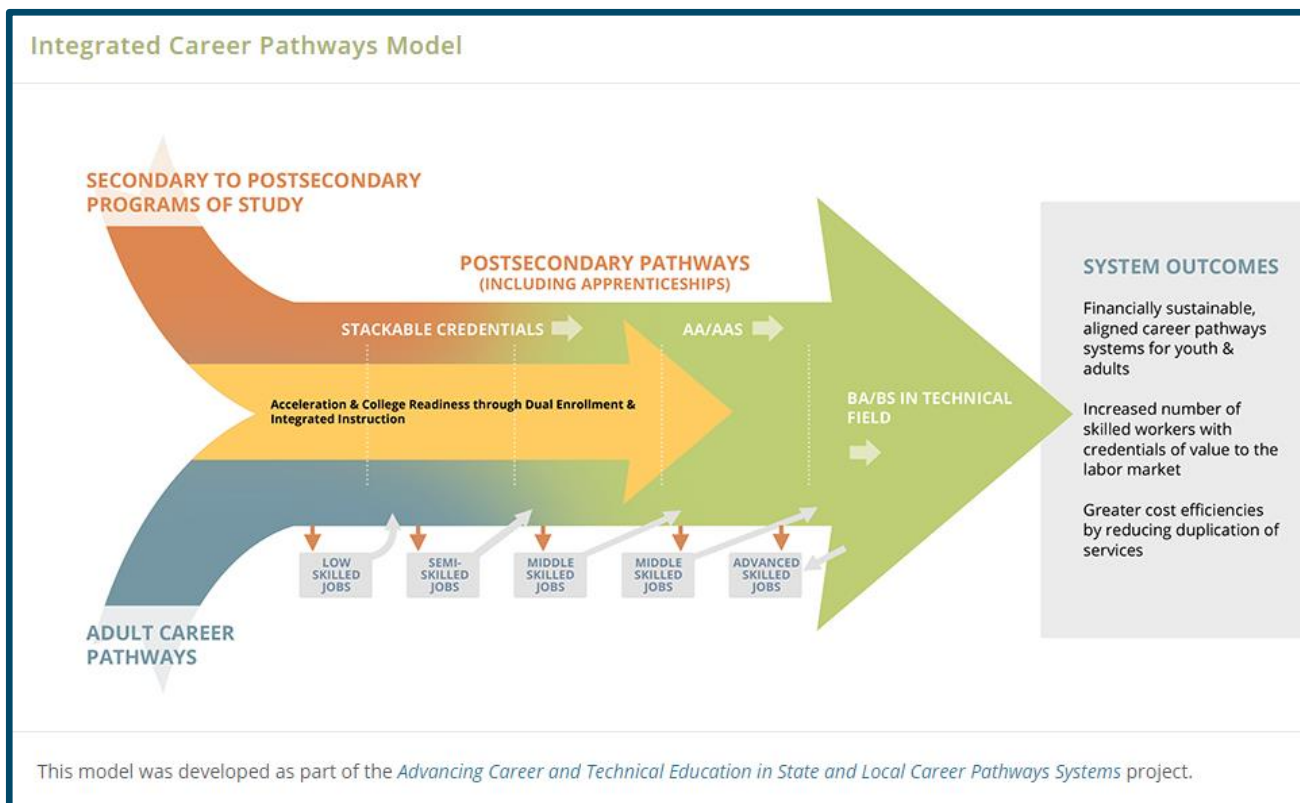 Integrated Career Pathways Model
SECONDARY TO POSTSECONDARY
PROGRAMS OF STUDY
POSTSECONDARY PATHWAYS
(INCLUDING APPRENTICESHIPS)
STACKABLE CREDENTIALS
AA/AAS
Acceleration & College Readiness through Dual Enrollment &
Integrated Instruction
BA/BS IN TECHNICAL
FIELD
LOW
SKILLED
JOBS
SEMI-
SKILLED
JOBS
MIDDLE
SKILLED
JOBS
MIDDLE
SKILLED
JOBS
ADVANCED
SKILLED
JOBS
ADULT CAREER
PATHWAYS
SYSTEM OUTCOMES
Financially sustainable,
aligned career pathways
systems for youth &
adults
Increased number of
skilled workers with
credentials of value to the
labor market
Greater cost efficiencies
by reducing duplication of
services
This model was developed as part of the Advancing Career and Technical Education in State and Local Career Pathways Systems project.